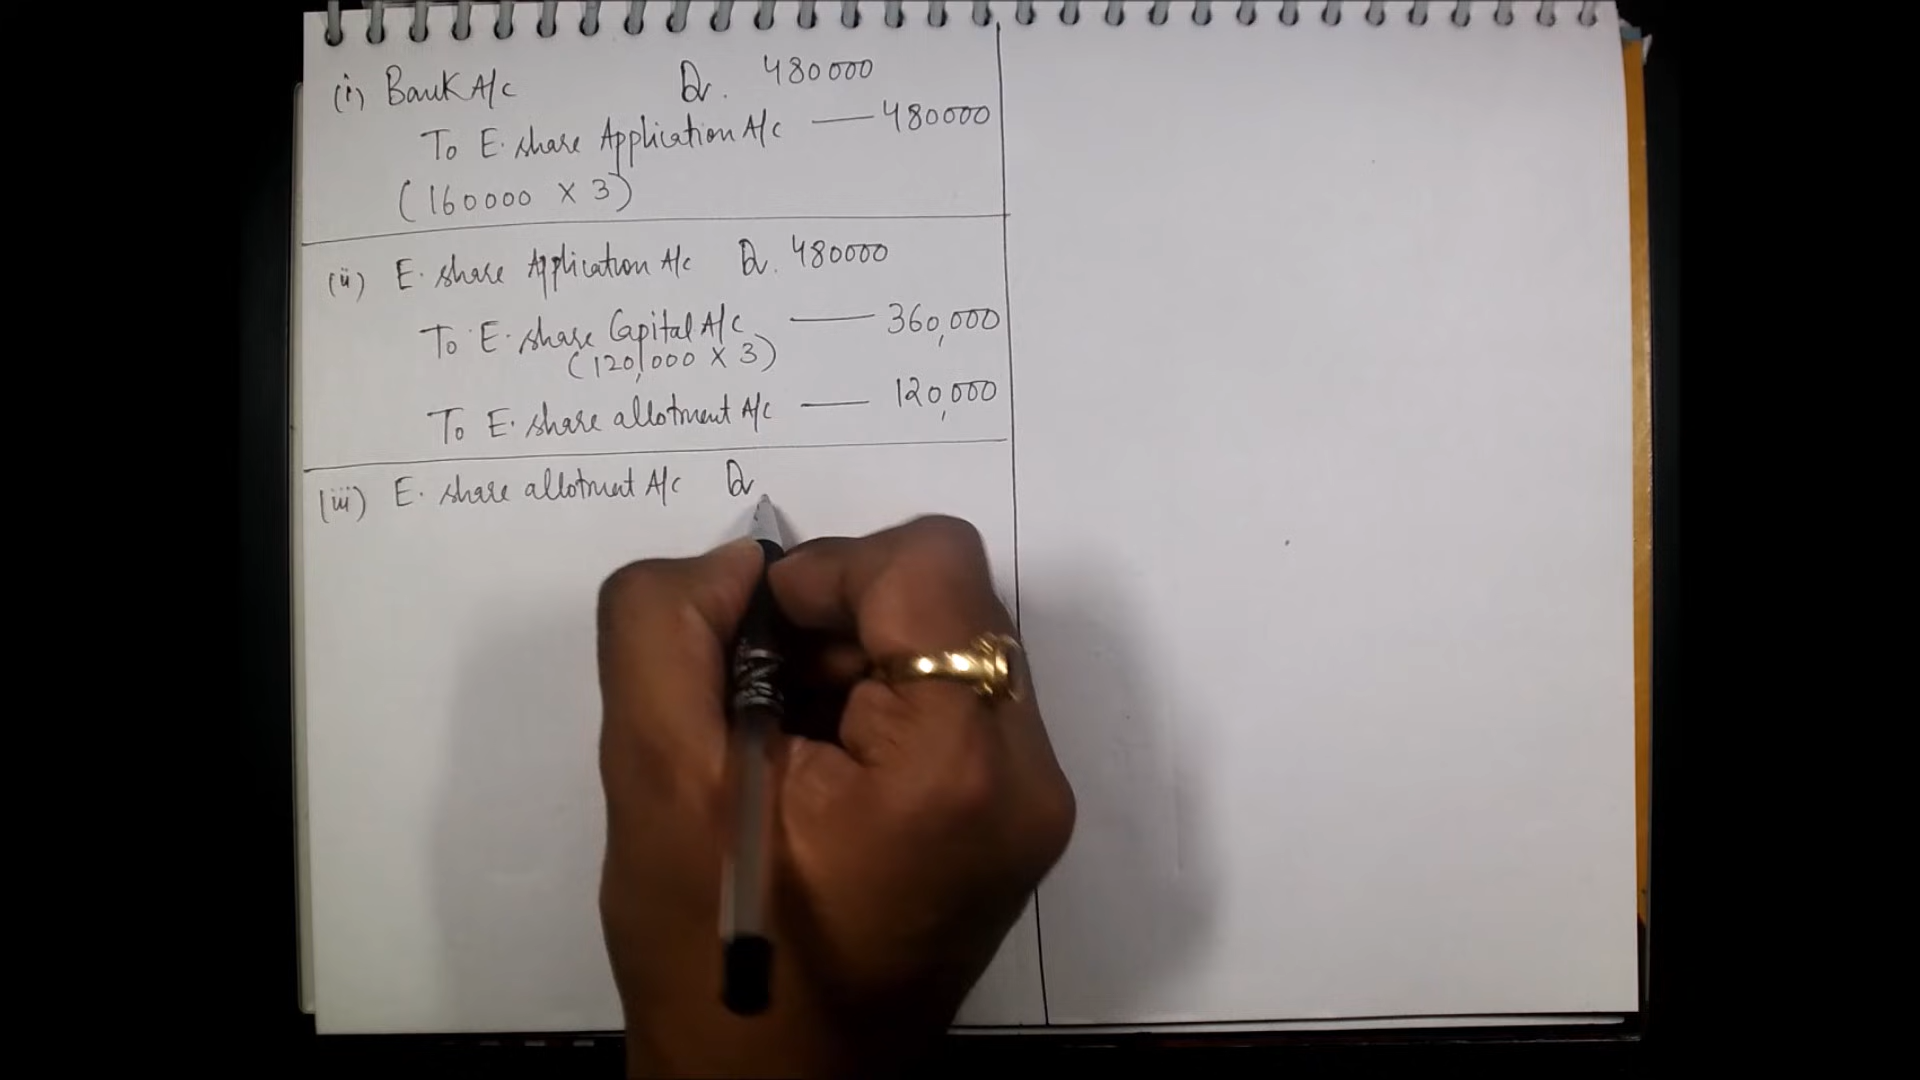 (i) Bank A/c Dr. 480000
To E. share Application A/c — 480000
(160000 × 3)
(ii) E. share Application A/c Dr. 480000
To E. share Capital A/c — 360,000
(120,000 × 3)
To E. share allotment A/c — 120,000
(iii) E. share allotment A/c Dr